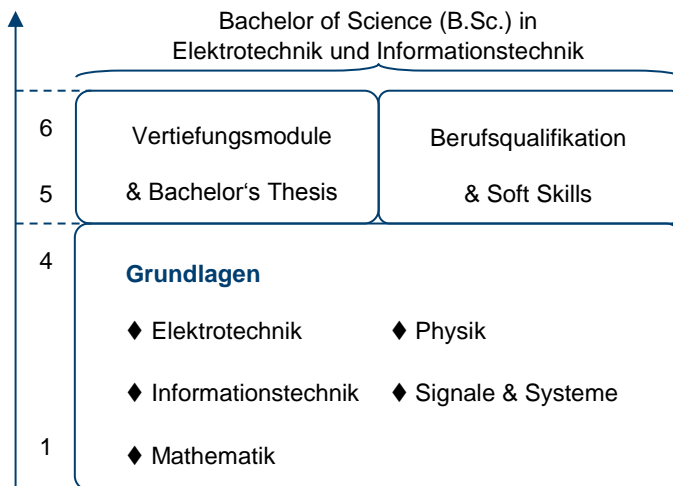 Bachelor of Science (B.Sc.) in
Elektrotechnik und Informationstechnik
6
Vertiefungsmodule
Berufsqualifikation
5
& Bachelor‘s Thesis
& Soft Skills
4
Grundlagen
♦ Elektrotechnik
♦ Physik
♦ Informationstechnik
♦ Signale & Systeme
1
♦ Mathematik